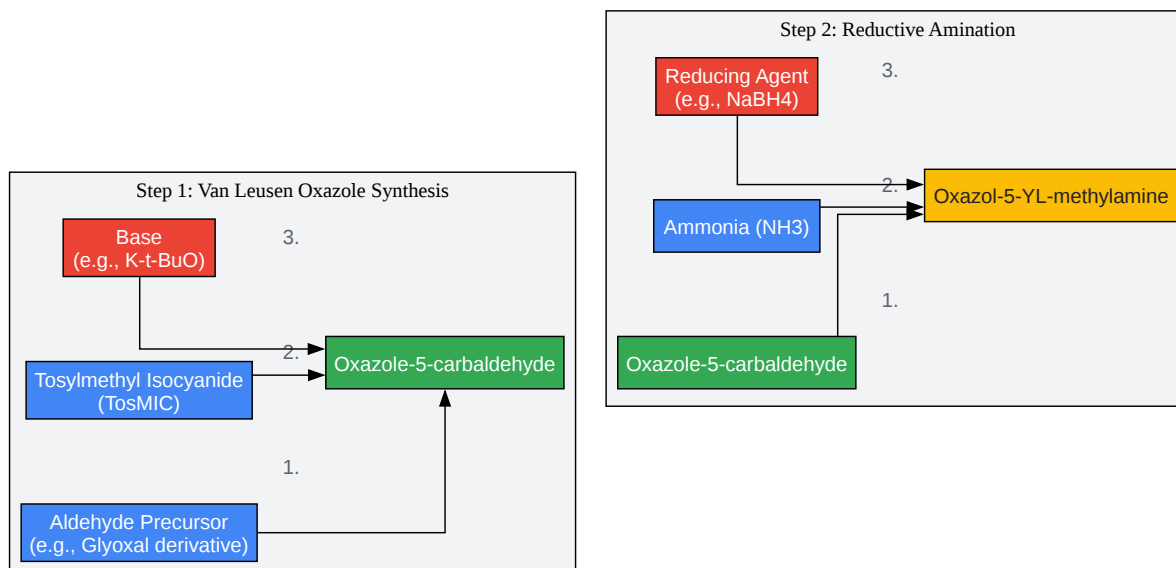 Step 1: Van Leusen Oxazole Synthesis
Base
(e.g., K-t-BuO)
3.
2.
Tosylmethyl Isocyanide
(TosMIC)
Oxazole-5-carbaldehyde
1.
Aldehyde Precursor
(e.g., Glyoxal derivative)
Step 2: Reductive Amination
Reducing Agent
(e.g., NaBH4)
3.
2.
Ammonia (NH3)
Oxazol-5-YL-methylamine
1.
Oxazole-5-carbaldehyde